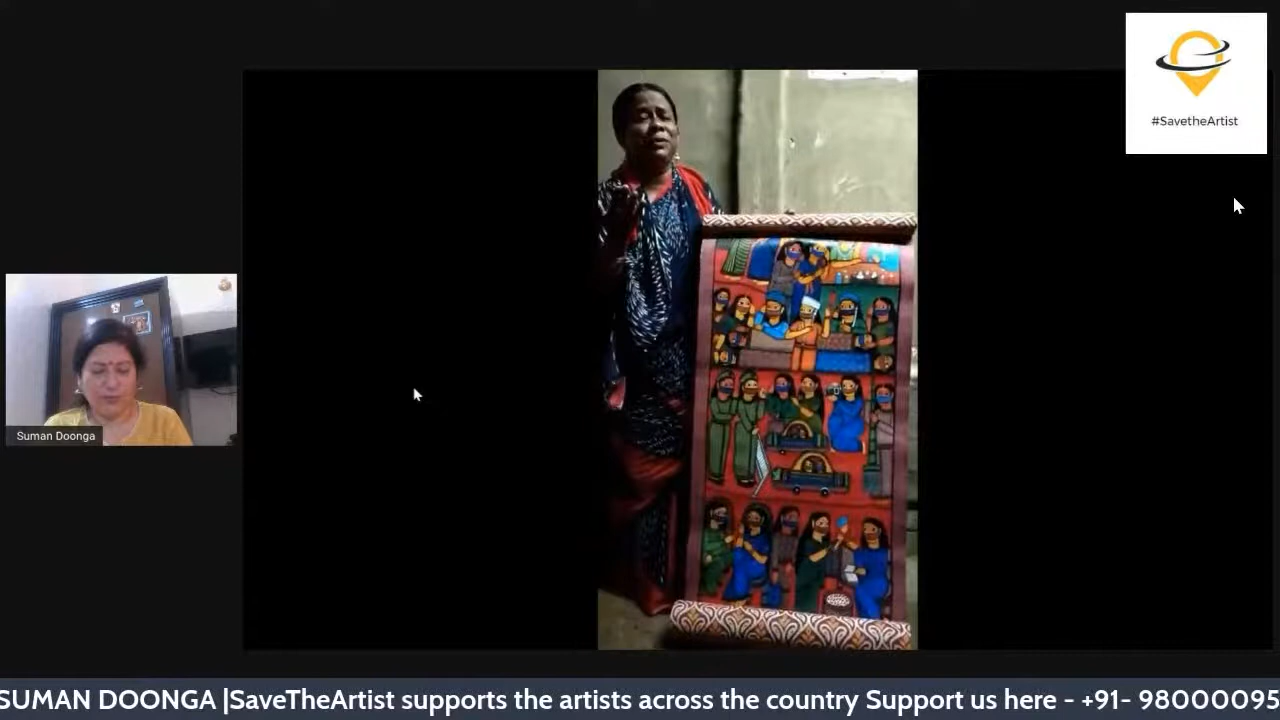 #SavetheArtist
Suman Doonga
SUMAN DOONGA |SaveTheArtist supports the artists across the country Support us here - +91- 98000095